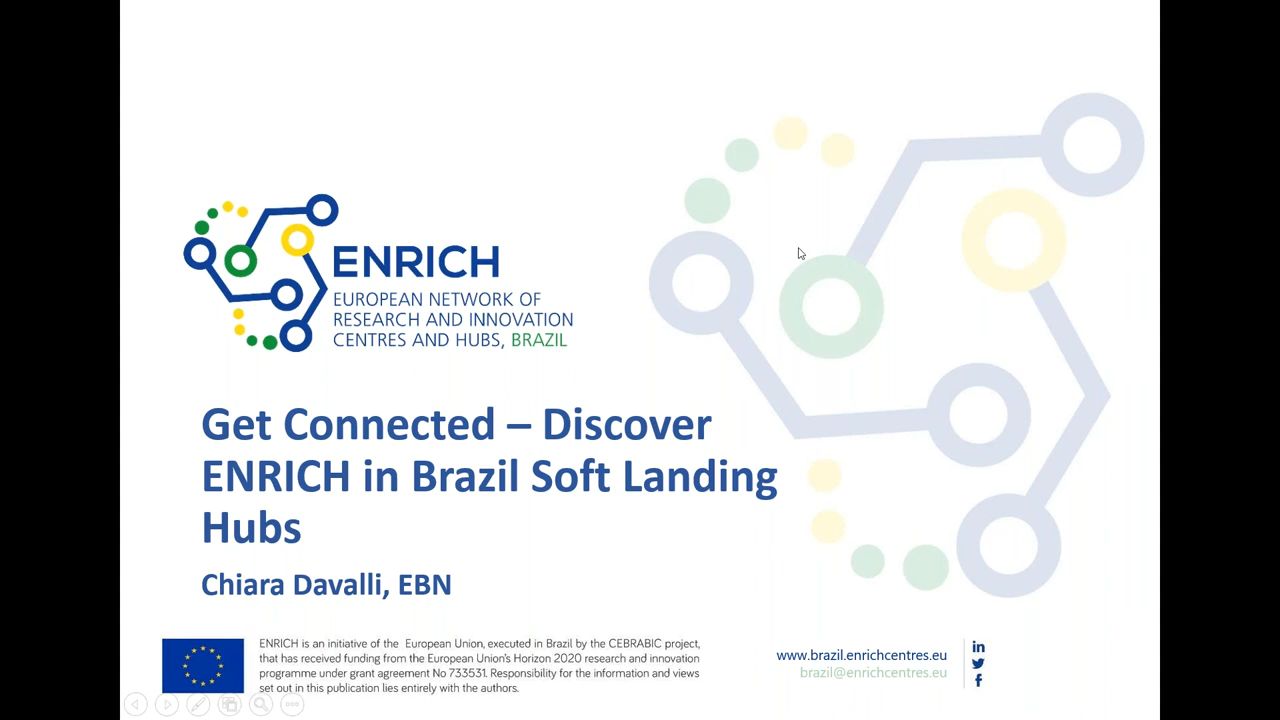 ENRICH
EUROPEAN NETWORK OF
RESEARCH AND INNOVATION
CENTRES AND HUBS, BRAZIL
Get Connected – Discover
ENRICH in Brazil Soft Landing
Hubs
Chiara Davalli, EBN
ENRICH is an initiative of the European Union, executed in Brazil by the CEBRABIC project,
that has received funding from the European Union's Horizon 2020 research and innovation
programme under grant agreement No 733531. Responsibility for the information and views
set out in this publication lies entirely with the authors.
www.brazil.enrichcentres.eu
brazil@enrichcentres.eu